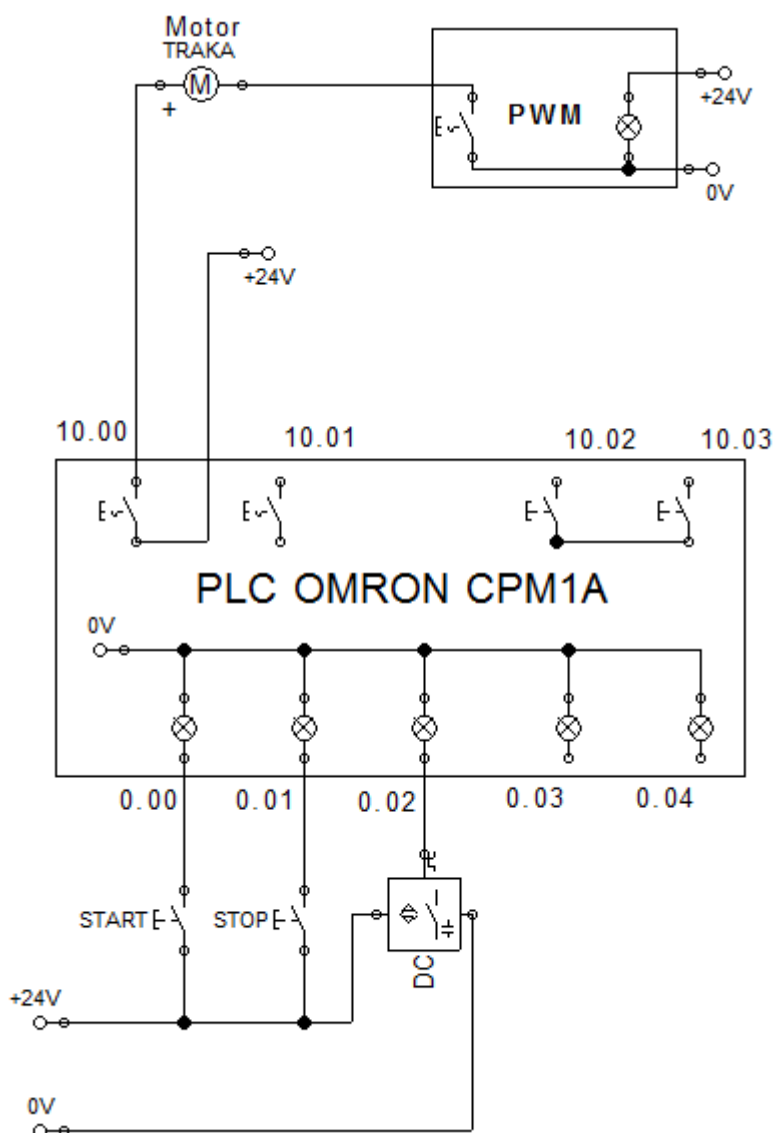 Motor
TRAKA
M
+
PWM
+24V
0V
+24V
10.00
10.01
10.02
10.03
PLC OMRON CPM1A
0V
0.00
0.01
0.02
0.03
0.04
START
STOP
DC
+24V
0V